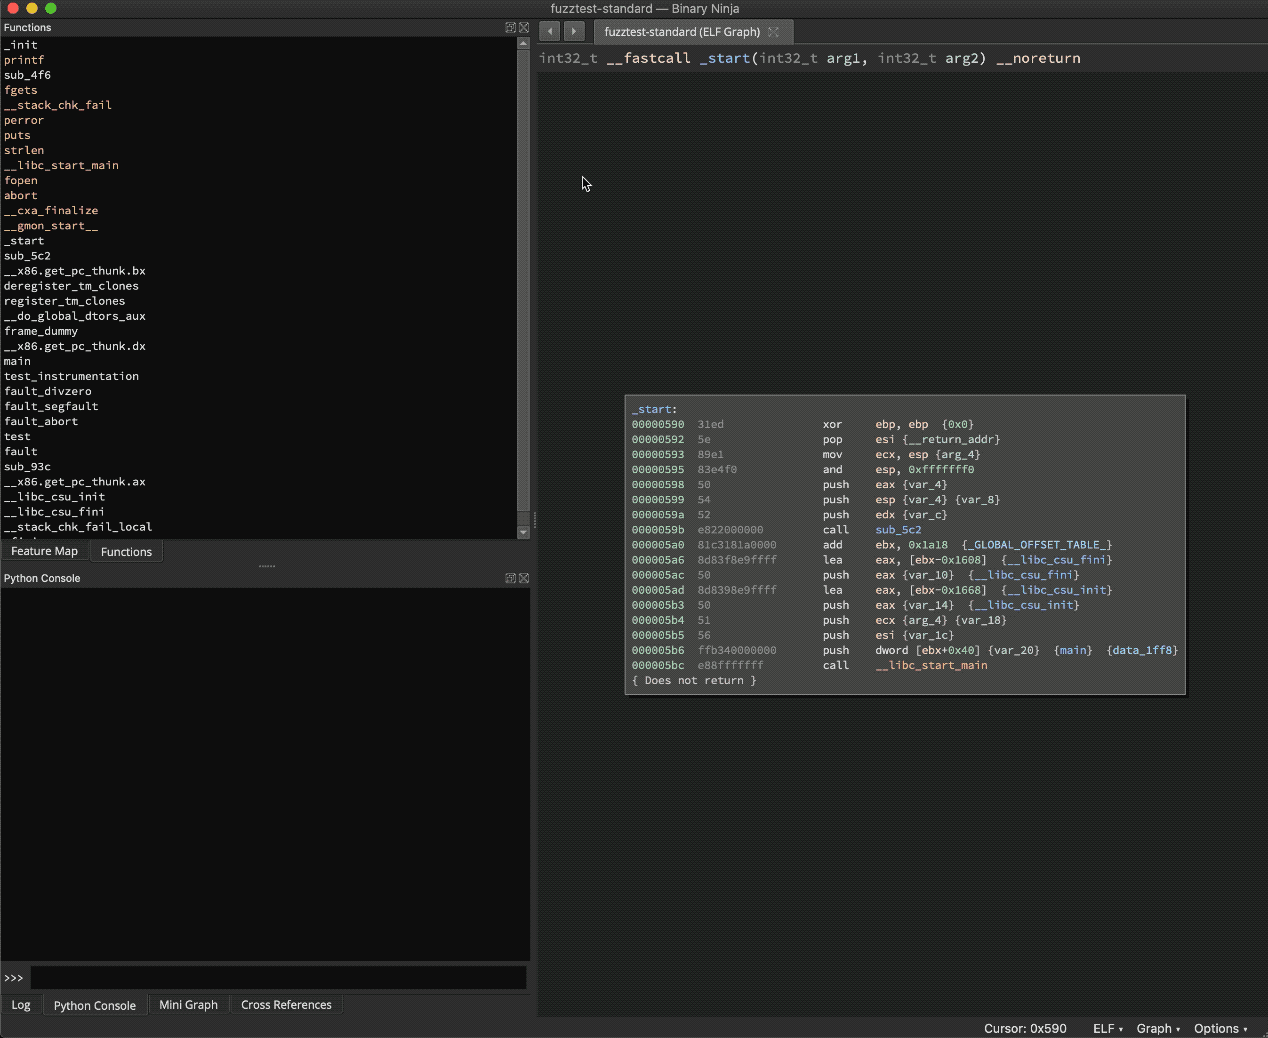 fuzztest-standard — Binary Ninja
Functions
_init
printf
sub_4f6
fgets
__stack_chk_fail
perror
puts
strlen
__libc_start_main
fopen
abort
__cxa_finalize
__gmon_start__
_start
sub_5c2
__x86.get_pc_thunk.bx
deregister_tm_clones
register_tm_clones
__do_global_dtors_aux
frame_dummy
__x86.get_pc_thunk.dx
main
test_instrumentation
fault_divzero
fault_segfault
fault_abort
test
fault
sub_93c
__x86.get_pc_thunk.ax
__libc_csu_init
__libc_csu_fini
__stack_chk_fail_local
Feature Map Functions
Python Console
>>>
Log Python Console Mini Graph Cross References
fuzztest-standard (ELF Graph)
int32_t __fastcall _start(int32_t arg1, int32_t arg2) __noreturn
_start:
00000590 31ed xor ebp, ebp {0x0}
00000592 5e pop esi {__return_addr}
00000593 89e1 mov ecx, esp {arg_4}
00000595 83e4f0 and esp, 0xfffffff0
00000598 50 push eax {var_4}
00000599 54 push esp {var_4} {var_8}
0000059a 52 push edx {var_c}
0000059b e822000000 call sub_5c2
000005a0 81c3181a0000 add ebx, 0x1a18 {_GLOBAL_OFFSET_TABLE_}
000005a6 8d83f8e9ffff lea eax, [ebx-0x1608] {__libc_csu_fini}
000005ac 50 push eax {var_10} {__libc_csu_fini}
000005ad 8d8398e9ffff lea eax, [ebx-0x1668] {__libc_csu_init}
000005b3 50 push eax {var_14} {__libc_csu_init}
000005b4 51 push ecx {arg_4} {var_18}
000005b5 56 push esi {var_1c}
000005b6 ffb340000000 push dword [ebx+0x40] {var_20} {main} {data_1ff8}
000005bc e88fffffff call __libc_start_main
{ Does not return }
Cursor: 0x590 ELF Graph Options